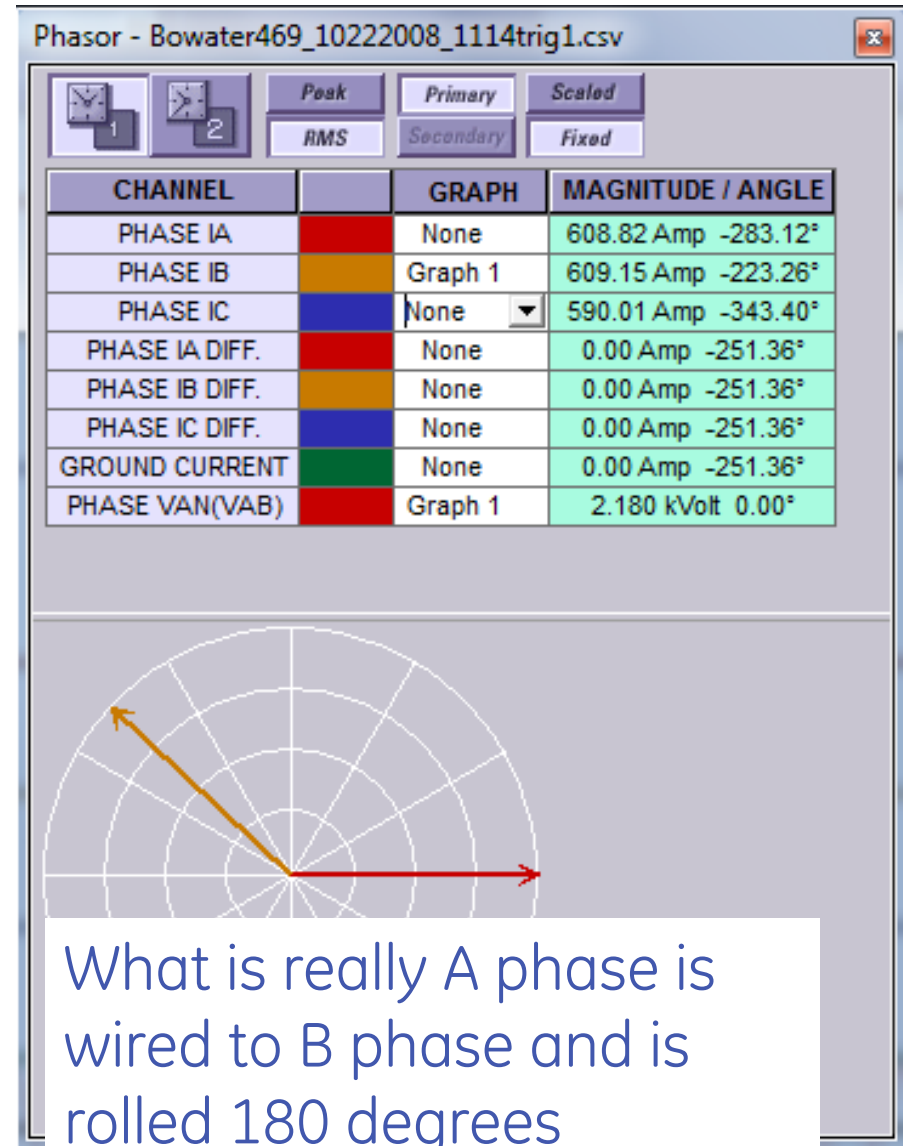 Phasor - Bowater469_10222008_1114trig1.csv
1 2 Peak Primary Scaled
RMS Secondary Fixed
CHANNEL GRAPH MAGNITUDE / ANGLE
PHASE IA None 608.82 Amp -283.12°
PHASE IB Graph 1 609.15 Amp -223.26°
PHASE IC None 590.01 Amp -343.40°
PHASE IA DIFF. None 0.00 Amp -251.36°
PHASE IB DIFF. None 0.00 Amp -251.36°
PHASE IC DIFF. None 0.00 Amp -251.36°
GROUND CURRENT None 0.00 Amp -251.36°
PHASE VAN(VAB) Graph 1 2.180 kVolt 0.00°
What is really A phase is
wired to B phase and is
rolled 180 degrees